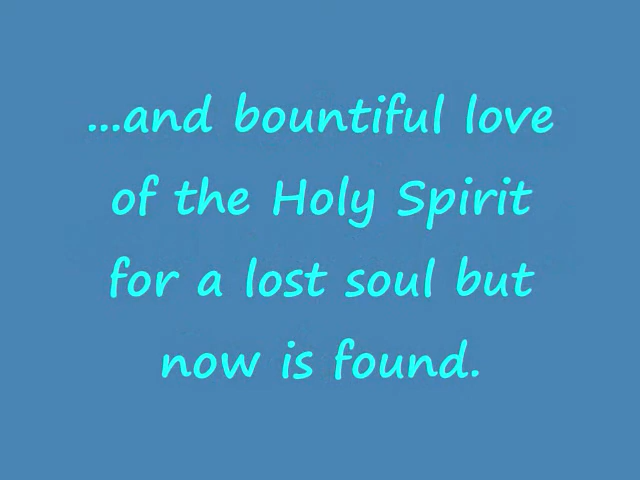 ...and bountiful love
of the Holy Spirit
for a lost soul but
now is found.